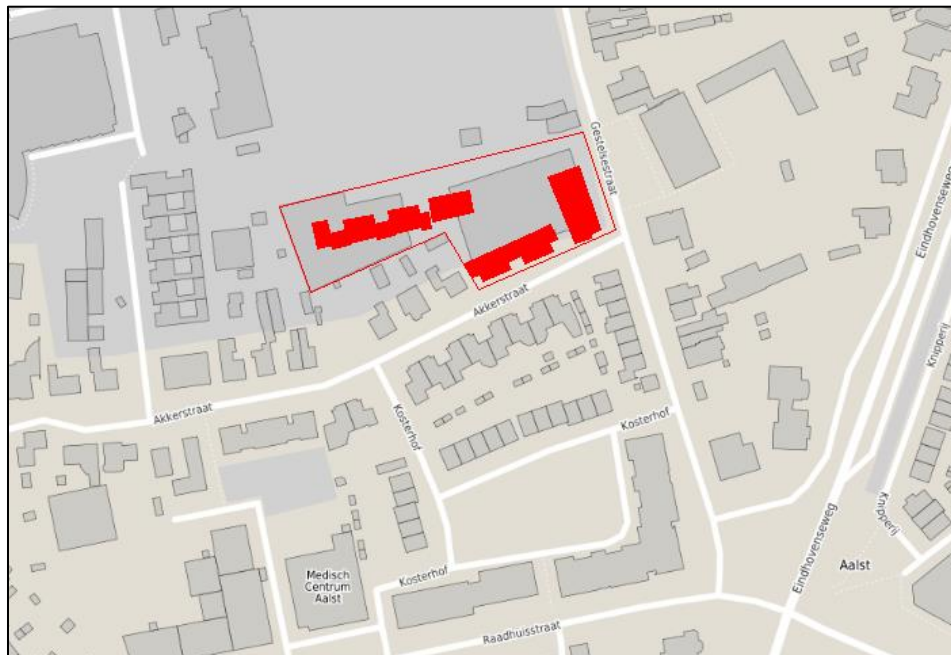 Gestelsestraat
Eindhovenseweg
Knipperij
Akkerstraat
Akkerstraat
Kosterhof
Kosterhof
Knipperij
Eindhovenseweg
Aalst
Medisch
Centrum
Aalst
Kosterhof
Raadhuisstraat